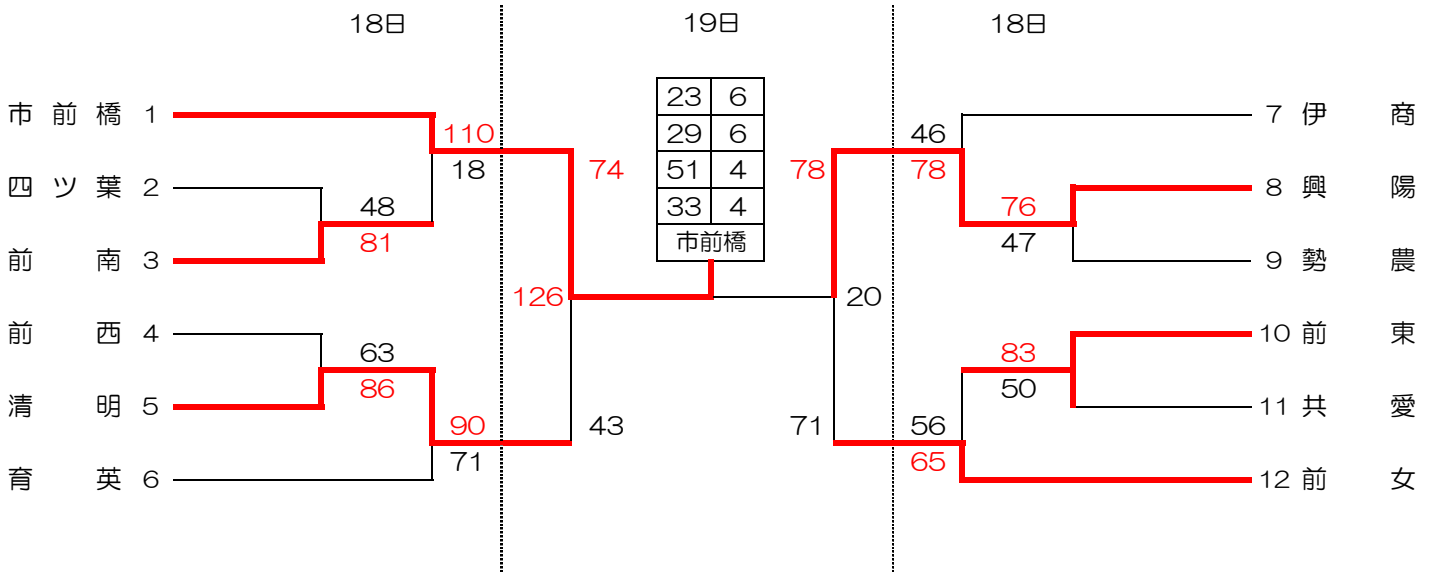 18日 19日 18日
23 6
市前橋 1 110 46 7 伊商
29 6
18 74 78 78
四ツ葉 2 51 4 8 興陽
48 33 4 76
81 市前橋 47
前南 3 9 勢農
126 20
前西 4 10 前東
63 83
86 50
清明 5 11 共愛
90 43 71 56
71 65
育英 6 12 前女